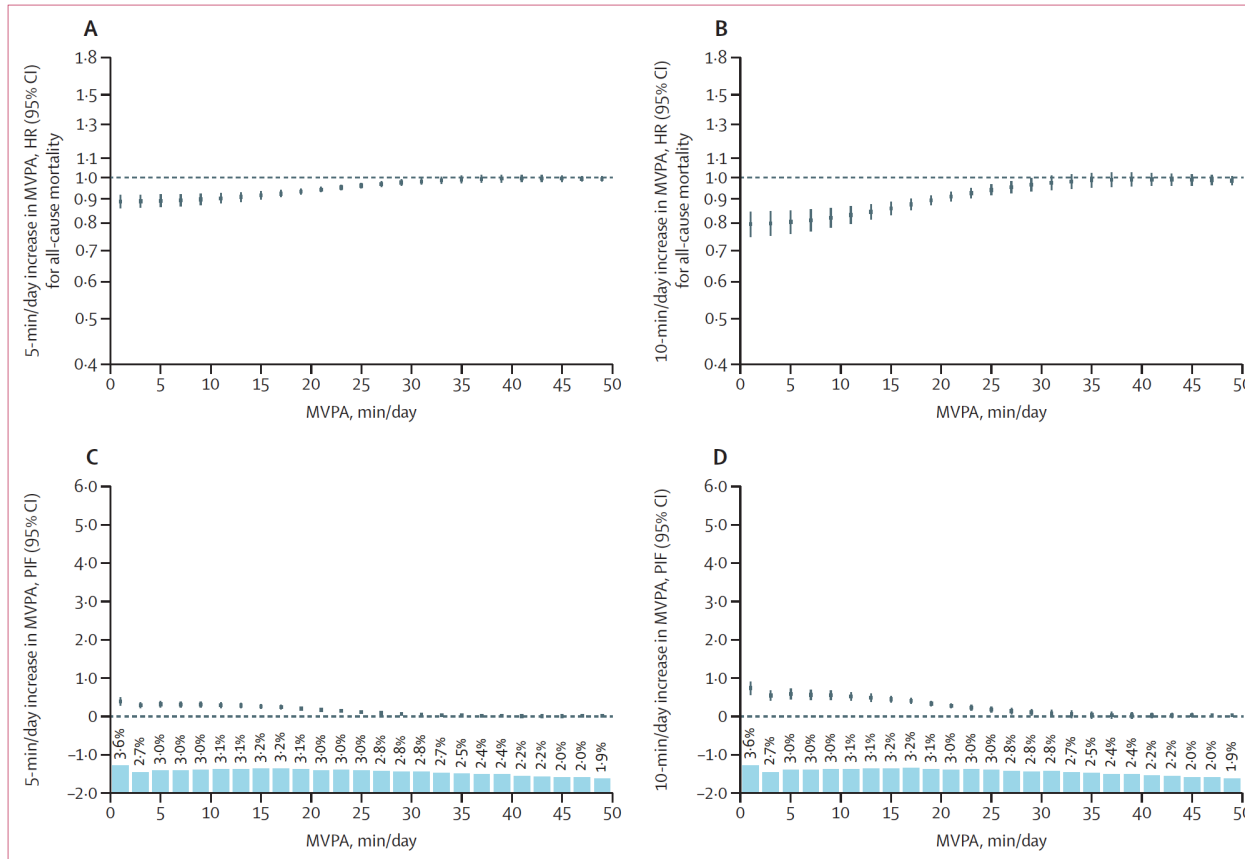 A
5-min/day increase in MVPA, HR (95% CI)
for all-cause mortality
1·8
1·5
1·3
1·1
1·0
0·9
0·8
0·7
0·6
0·5
0·4
0 5 10 15 20 25 30 35 40 45 50
MVPA, min/day
B
10-min/day increase in MVPA, HR (95% CI)
for all-cause mortality
1·8
1·5
1·3
1·1
1·0
0·9
0·8
0·7
0·6
0·5
0·4
0 5 10 15 20 25 30 35 40 45 50
MVPA, min/day
C
5-min/day increase in MVPA, PIF (95% CI)
6·0
5·0
4·0
3·0
2·0
1·0
0
–1·0
–2·0
3·6% 2·7% 3·0% 3·0% 3·0% 3·1% 3·1% 3·2% 3·2% 3·1% 3·0% 3·0% 3·0% 2·8% 2·8% 2·8% 2·7% 2·5% 2·4% 2·4% 2·2% 2·2% 2·0% 2·0% 1·9%
0 5 10 15 20 25 30 35 40 45 50
MVPA, min/day
D
10-min/day increase in MVPA, PIF (95% CI)
6·0
5·0
4·0
3·0
2·0
1·0
0
–1·0
–2·0
3·6% 2·7% 3·0% 3·0% 3·0% 3·1% 3·1% 3·2% 3·2% 3·1% 3·0% 3·0% 3·0% 2·8% 2·8% 2·8% 2·7% 2·5% 2·4% 2·4% 2·2% 2·2% 2·0% 2·0% 1·9%
0 5 10 15 20 25 30 35 40 45 50
MVPA, min/day